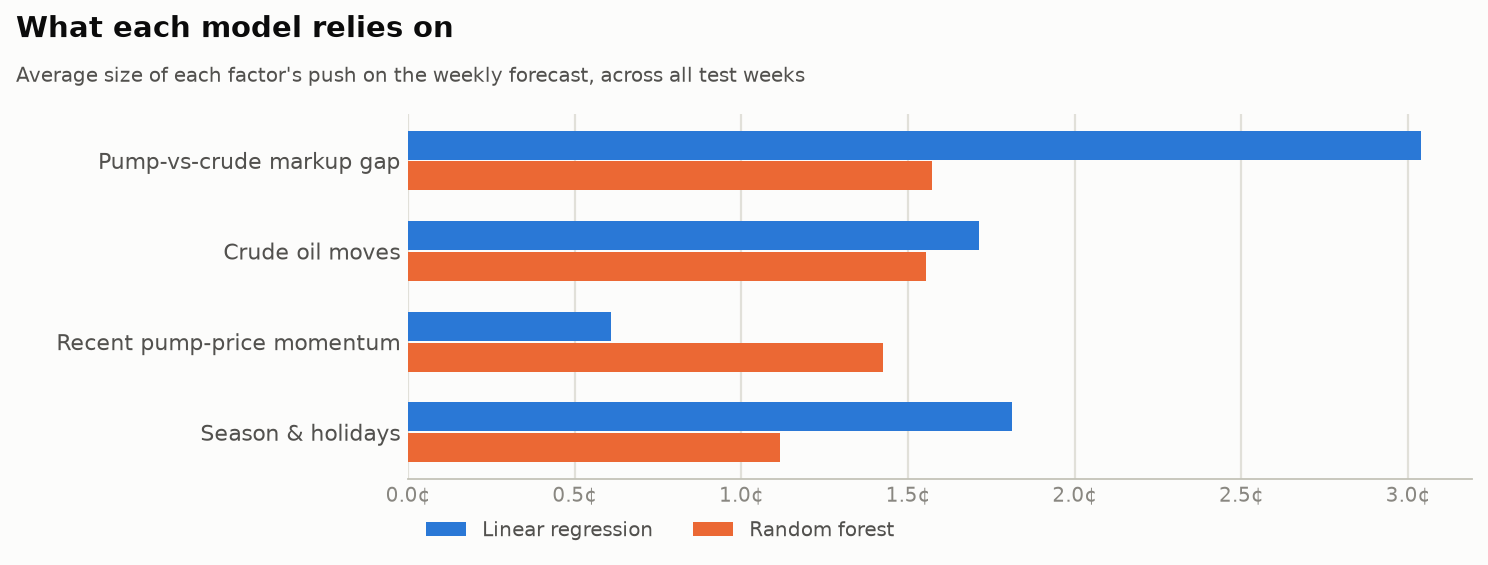 What each model relies on
Average size of each factor's push on the weekly forecast, across all test weeks
Pump-vs-crude markup gap
Crude oil moves
Recent pump-price momentum
Season & holidays
0.0¢ 0.5¢ 1.0¢ 1.5¢ 2.0¢ 2.5¢ 3.0¢
Linear regression Random forest